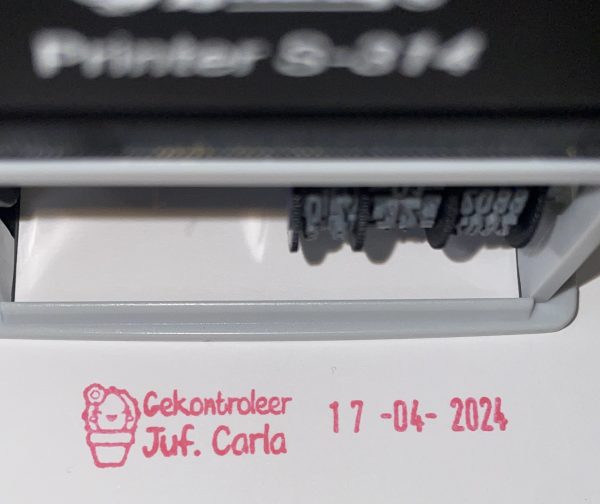 Printer S-314
Gekontroleer
Juf. Carla
17 -04- 2024